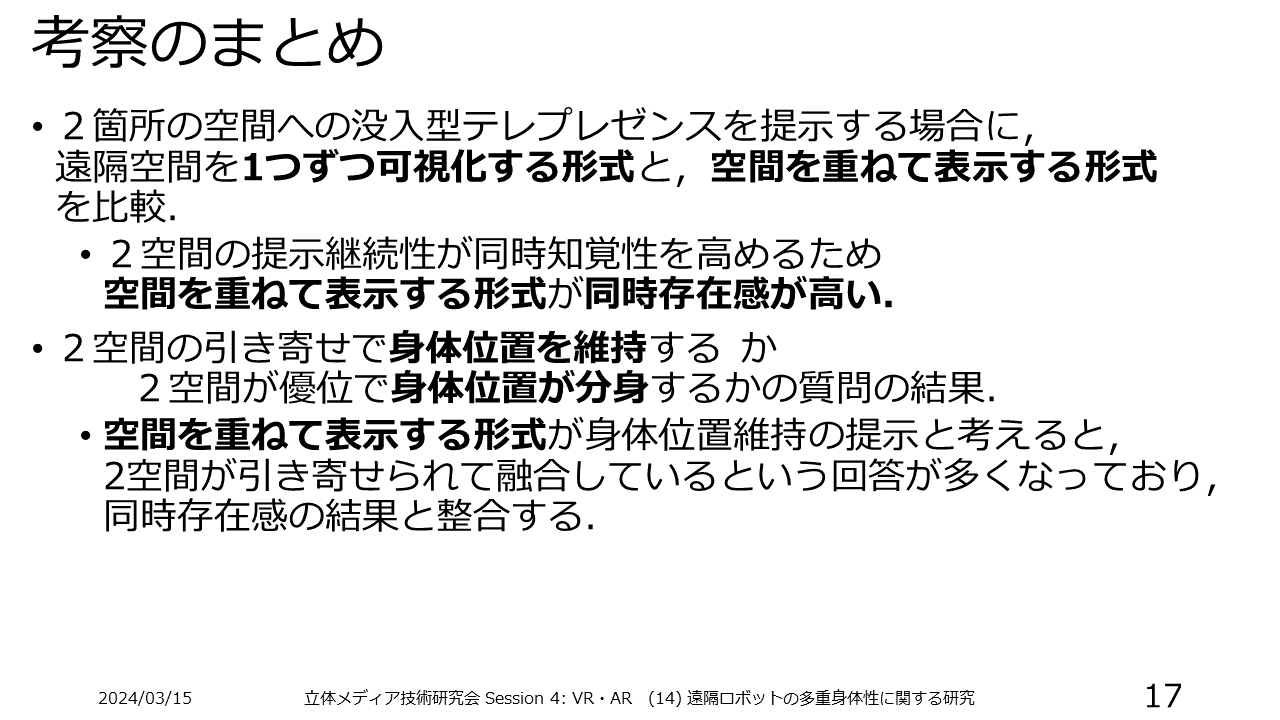 考察のまとめ
• ２箇所の空間への没入型テレプレゼンスを提示する場合に，
遠隔空間を1つずつ可視化する形式と，空間を重ねて表示する形式
を比較．
• ２空間の提示継続性が同時知覚性を高めるため
空間を重ねて表示する形式が同時存在感が高い．
• ２空間の引き寄せで身体位置を維持する か
２空間が優位で身体位置が分身するかの質問の結果．
• 空間を重ねて表示する形式が身体位置維持の提示と考えると，
2空間が引き寄せられて融合しているという回答が多くなっており，
同時存在感の結果と整合する．
2024/03/15 立体メディア技術研究会 Session 4: VR・AR (14) 遠隔ロボットの多重身体性に関する研究 17